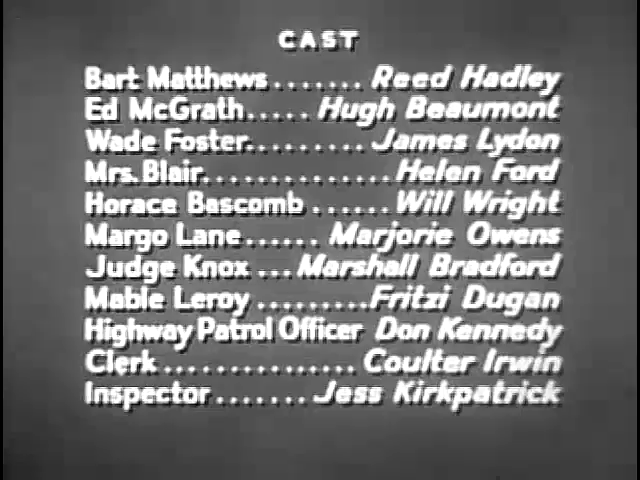 CAST
Bart Matthews....... Reed Hadley
Ed McGrath..... Hugh Beaumont
Wade Foster......... James Lydon
Mrs. Blair.............. Helen Ford
Horace Bascomb ...... Will Wright
Margo Lane...... Marjorie Owens
Judge Knox ... Marshall Bradford
Mable Leroy ......... Fritzi Dugan
Highway Patrol Officer Don Kennedy
Clerk ................ Coulter Irwin
Inspector ....... Jess Kirkpatrick